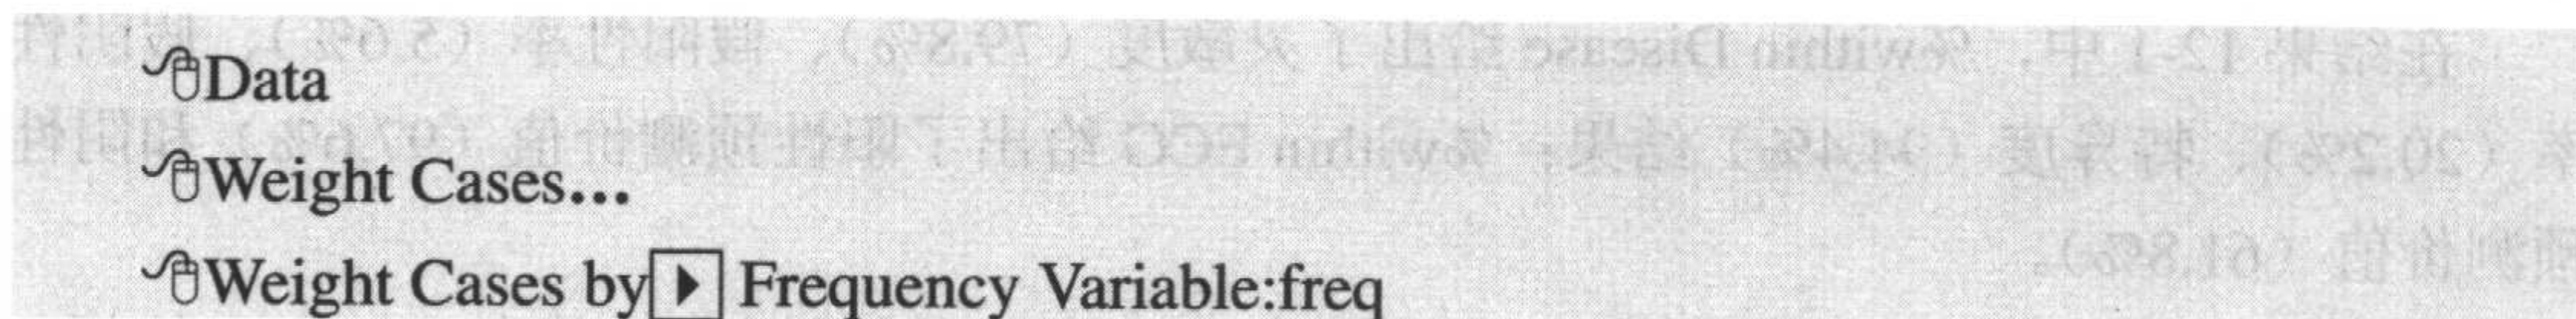 🖰Data
🖰Weight Cases...
🖰Weight Cases by▶ Frequency Variable:freq